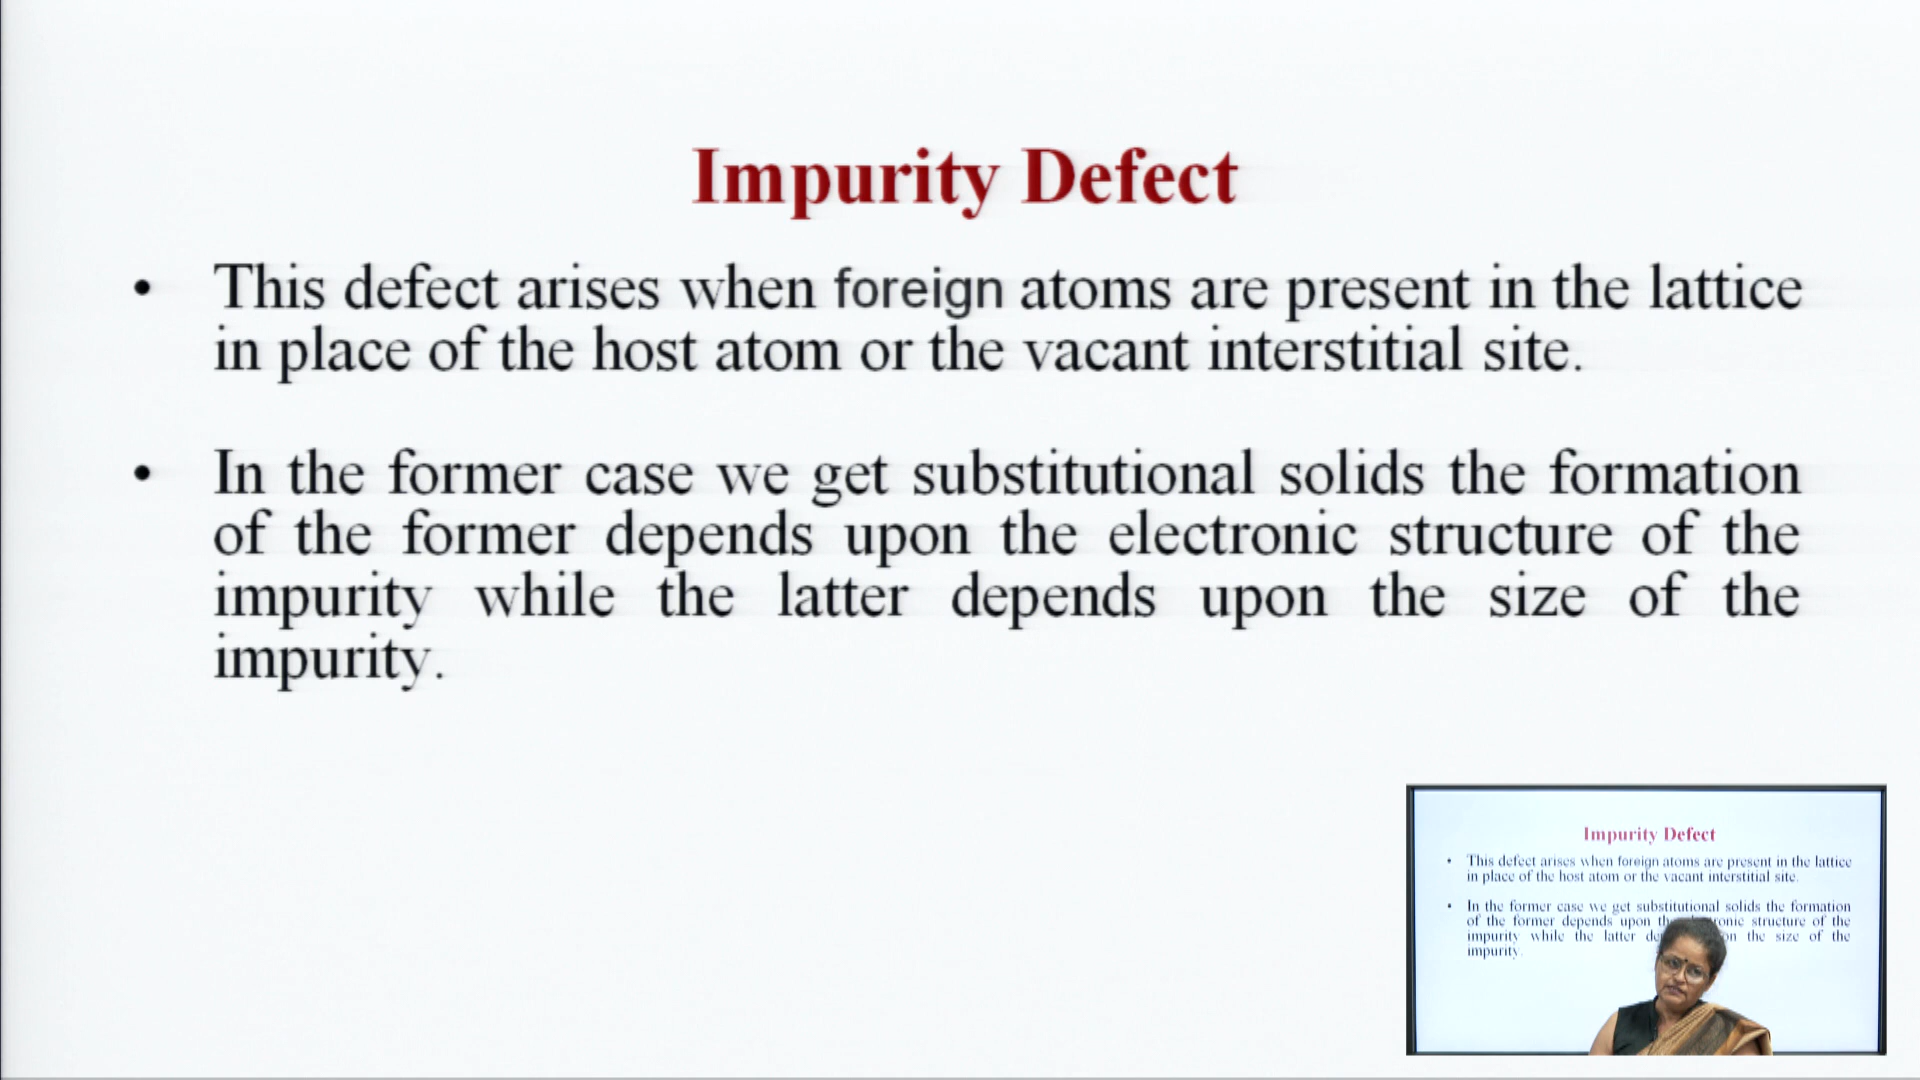 Impurity Defect
• This defect arises when foreign atoms are present in the lattice
in place of the host atom or the vacant interstitial site.
• In the former case we get substitutional solids the formation
of the former depends upon the electronic structure of the
impurity while the latter depends upon the size of the
impurity.
Impurity Defect
• This defect arises when foreign atoms are present in the lattice
in place of the host atom or the vacant interstitial site.
• In the former case we get substitutional solids the formation
of the former depends upon structure of the
impurity while the latter the size of the
impurity.